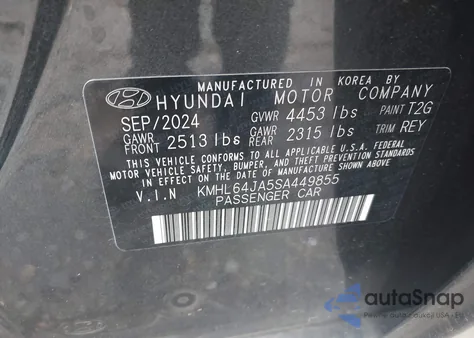 MANUFACTURED IN KOREA BY
HYUNDAI MOTOR COMPANY
SEP/2024 GVWR 4453 lbs PAINT T2G
GAWR FRONT 2513 lbs GAWR REAR 2315 lbs TRIM REY
THIS VEHICLE CONFORMS TO ALL APPLICABLE U.S.A. FEDERAL
MOTOR VEHICLE SAFETY, BUMPER, AND THEFT PREVENTION STANDARDS
IN EFFECT ON THE DATE OF MANUFACTURE SHOWN ABOVE.
V.I.N KMHL64JA5SA449855
PASSENGER CAR
autoSnap